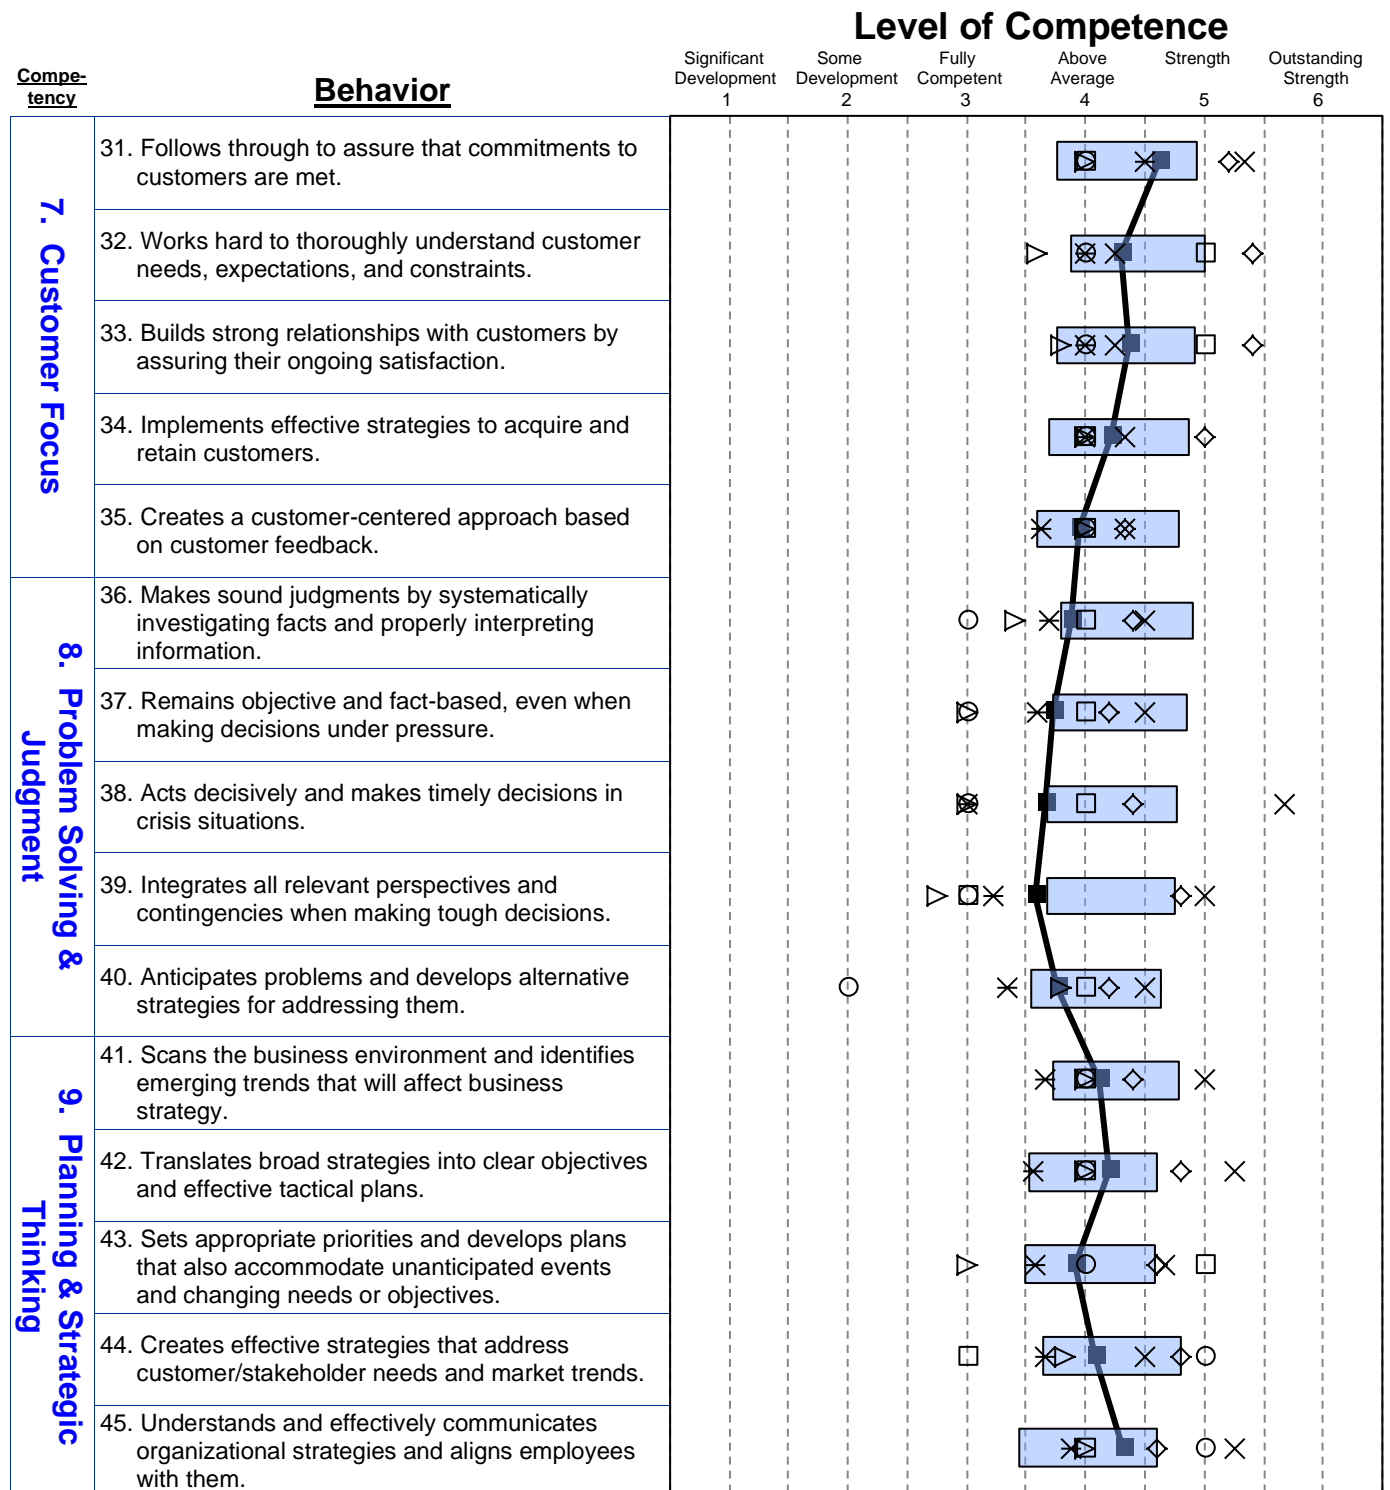 Level of Competence
Significant Development 1
Some Development 2
Fully Competent 3
Above Average 4
Strength 5
Outstanding Strength 6
Compe-
tency
Behavior
7. Customer Focus
31. Follows through to assure that commitments to
customers are met.
32. Works hard to thoroughly understand customer
needs, expectations, and constraints.
33. Builds strong relationships with customers by
assuring their ongoing satisfaction.
34. Implements effective strategies to acquire and
retain customers.
35. Creates a customer-centered approach based
on customer feedback.
8. Problem Solving &
Judgment
36. Makes sound judgments by systematically
investigating facts and properly interpreting
information.
37. Remains objective and fact-based, even when
making decisions under pressure.
38. Acts decisively and makes timely decisions in
crisis situations.
39. Integrates all relevant perspectives and
contingencies when making tough decisions.
40. Anticipates problems and develops alternative
strategies for addressing them.
9. Planning & Strategic
Thinking
41. Scans the business environment and identifies
emerging trends that will affect business
strategy.
42. Translates broad strategies into clear objectives
and effective tactical plans.
43. Sets appropriate priorities and develops plans
that also accommodate unanticipated events
and changing needs or objectives.
44. Creates effective strategies that address
customer/stakeholder needs and market trends.
45. Understands and effectively communicates
organizational strategies and aligns employees
with them.